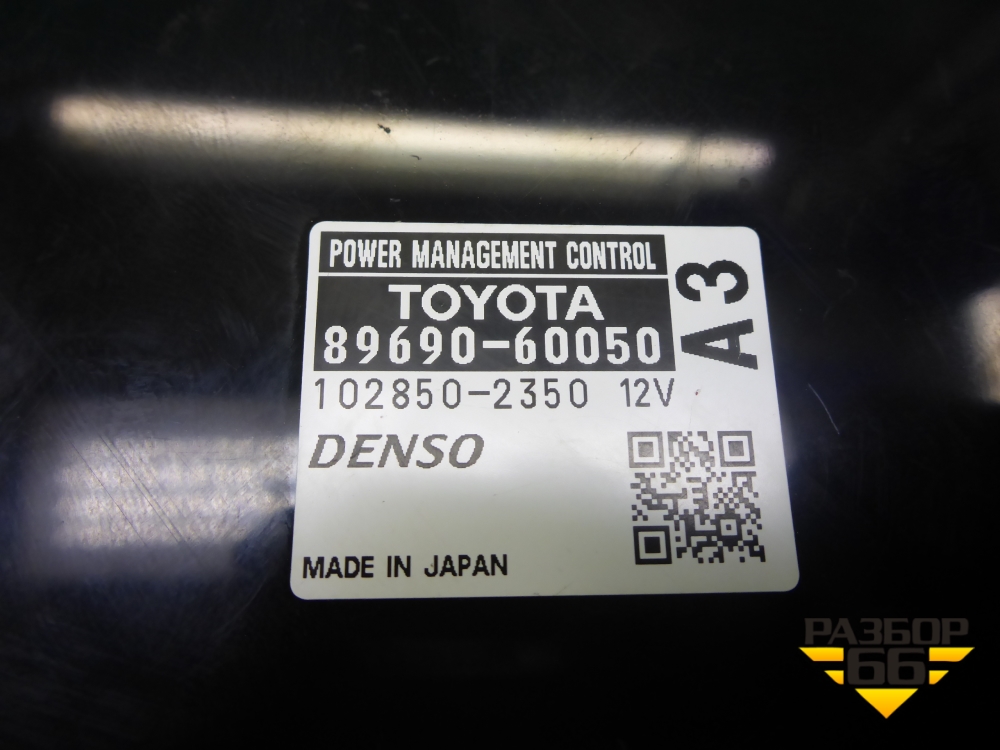 POWER MANAGEMENT CONTROL
TOYOTA
89690-60050
A3
102850-2350 12V
DENSO
MADE IN JAPAN
РАЗБОР
66